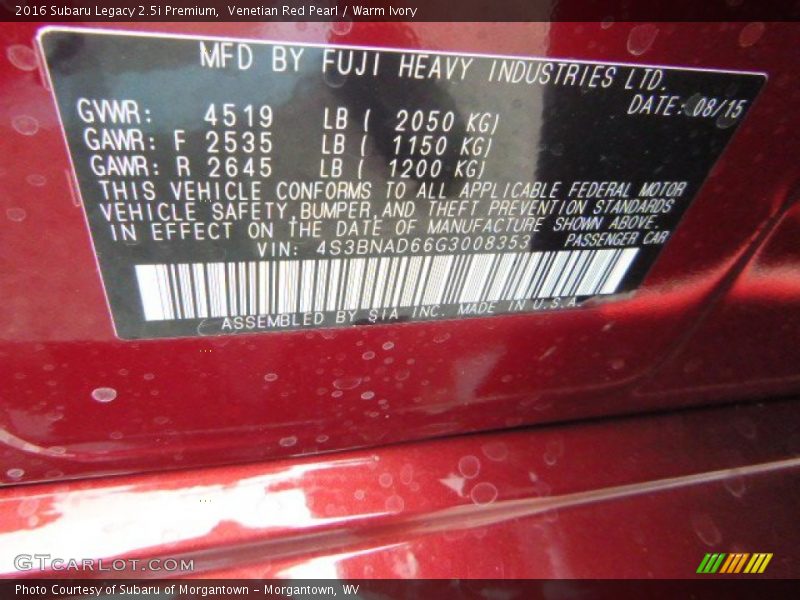 2016 Subaru Legacy 2.5i Premium,  Venetian Red Pearl / Warm Ivory
MFD BY FUJI HEAVY INDUSTRIES LTD.
DATE: 08/15
GVWR: 4519 LB ( 2050 KG)
GAWR: F 2535 LB ( 1150 KG)
GAWR: R 2645 LB ( 1200 KG)
THIS VEHICLE CONFORMS TO ALL APPLICABLE FEDERAL MOTOR
VEHICLE SAFETY,BUMPER,AND THEFT PREVENTION STANDARDS
IN EFFECT ON THE DATE OF MANUFACTURE SHOWN ABOVE.
VIN: 4S3BNAD66G3008353 PASSENGER CAR
ASSEMBLED BY SIA INC. MADE IN U.S.A
GTCARLOT.COM
Photo Courtesy of Subaru of Morgantown – Morgantown, WV